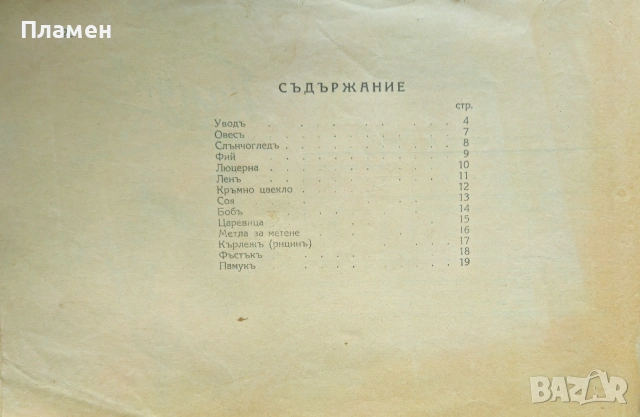 Пламен
СЪДЪРЖАНИЕ
стр.
Уводъ . . . . . . . 4
Овесъ . . . . . . . 7
Слънчогледъ . . . . . . . 8
Фий . . . . . . . 9
Люцерна . . . . . . . 10
Ленъ . . . . . . . 11
Кръмно цвекло . . . . . . . 12
Соя . . . . . . . 13
Бобъ . . . . . . . 14
Царевица . . . . . . . 15
Метла за метене . . . . . . . 16
Кърлежъ (рицинъ) . . . . . . . 17
Фъстъкъ . . . . . . . 18
Памукъ . . . . . . . 19
BAZAR